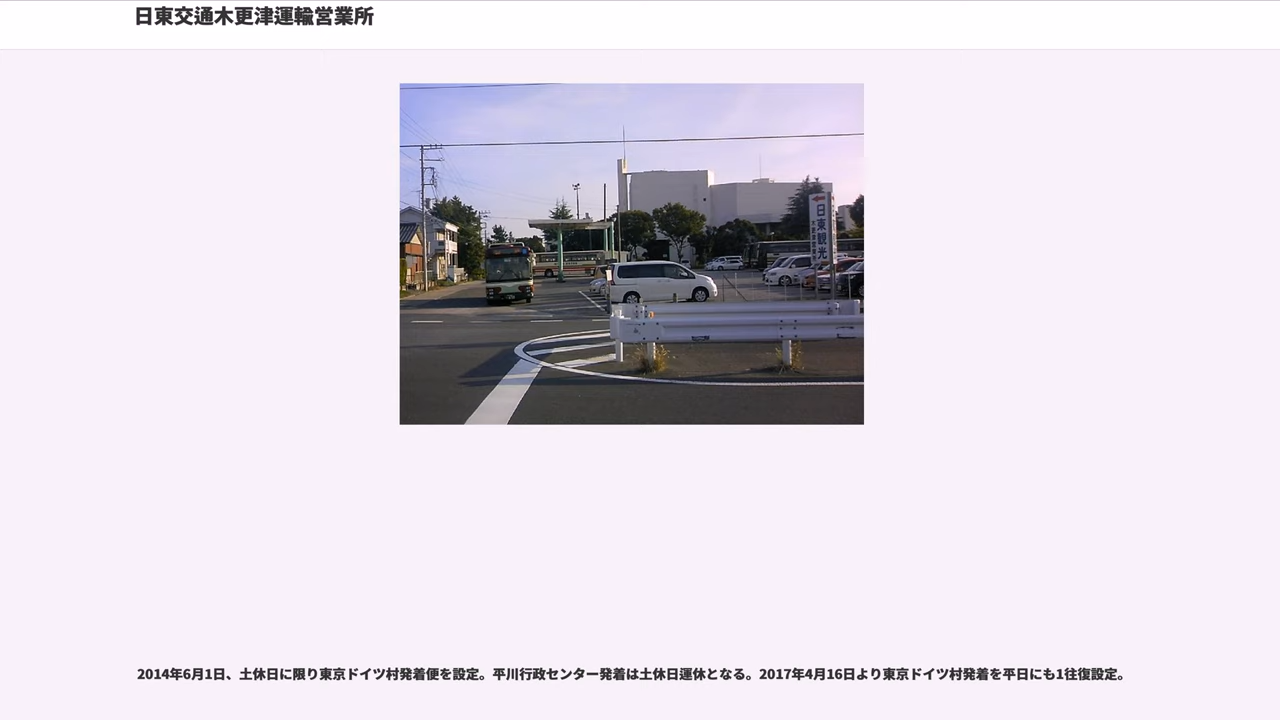 日東交通木更津運輸営業所
日東観光
2014年6月1日、土休日に限り東京ドイツ村発着便を設定。平川行政センター発着は土休日運休となる。2017年4月16日より東京ドイツ村発着を平日にも1往復設定。